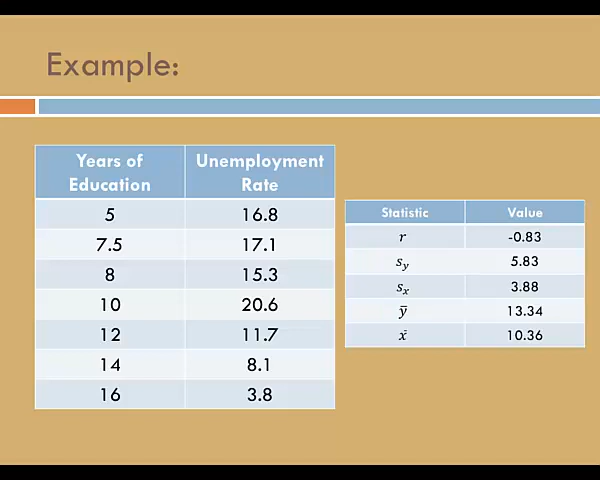 Example:
Years of Education Unemployment Rate
5 16.8
7.5 17.1
8 15.3
10 20.6
12 11.7
14 8.1
16 3.8
Statistic Value
r -0.83
s_y 5.83
s_x 3.88
ȳ 13.34
x̄ 10.36